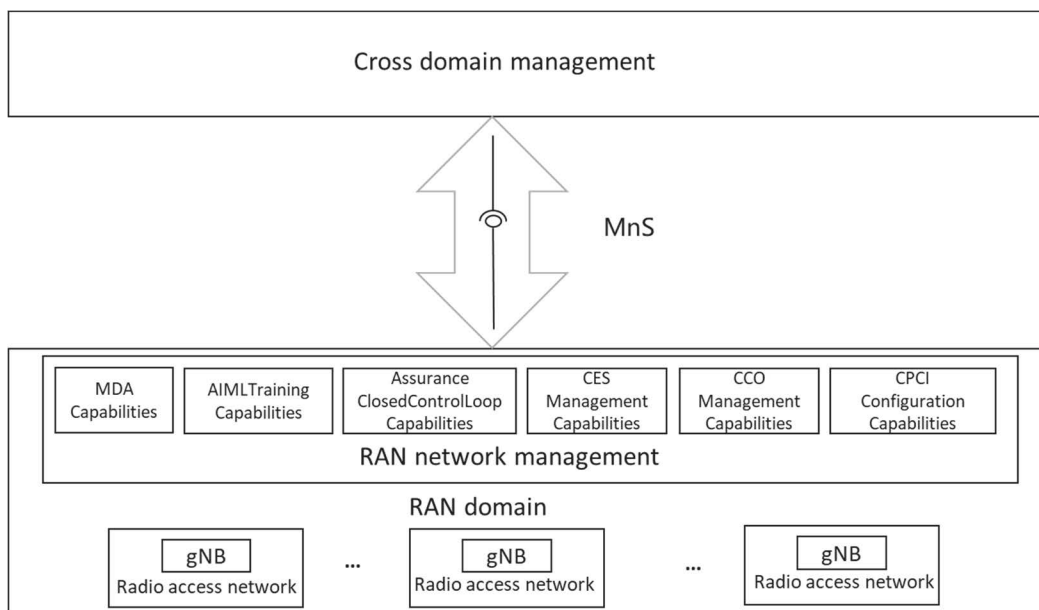 Cross domain management
MnS
MDA
Capabilities
AIMLTraining
Capabilities
Assurance
ClosedControlLoop
Capabilities
CES
Management
Capabilities
CCO
Management
Capabilities
CPCI
Configuration
Capabilities
RAN network management
RAN domain
gNB
Radio access network
...
gNB
Radio access network
...
gNB
Radio access network